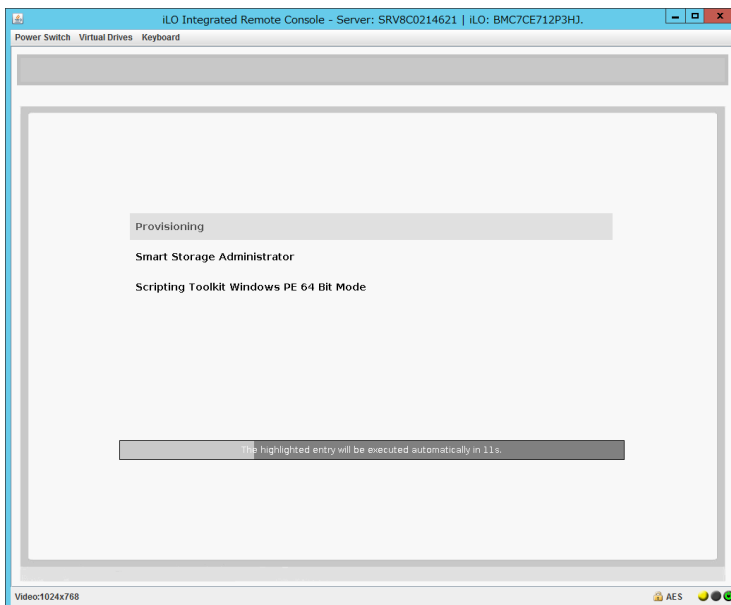 iLO Integrated Remote Console - Server: SRV8C0214621 | iLO: BMC7CE712P3HJ.
Power Switch Virtual Drives Keyboard
Provisioning
Smart Storage Administrator
Scripting Toolkit Windows PE 64 Bit Mode
The highlighted entry will be executed automatically in 11s.
Video:1024x768
AES